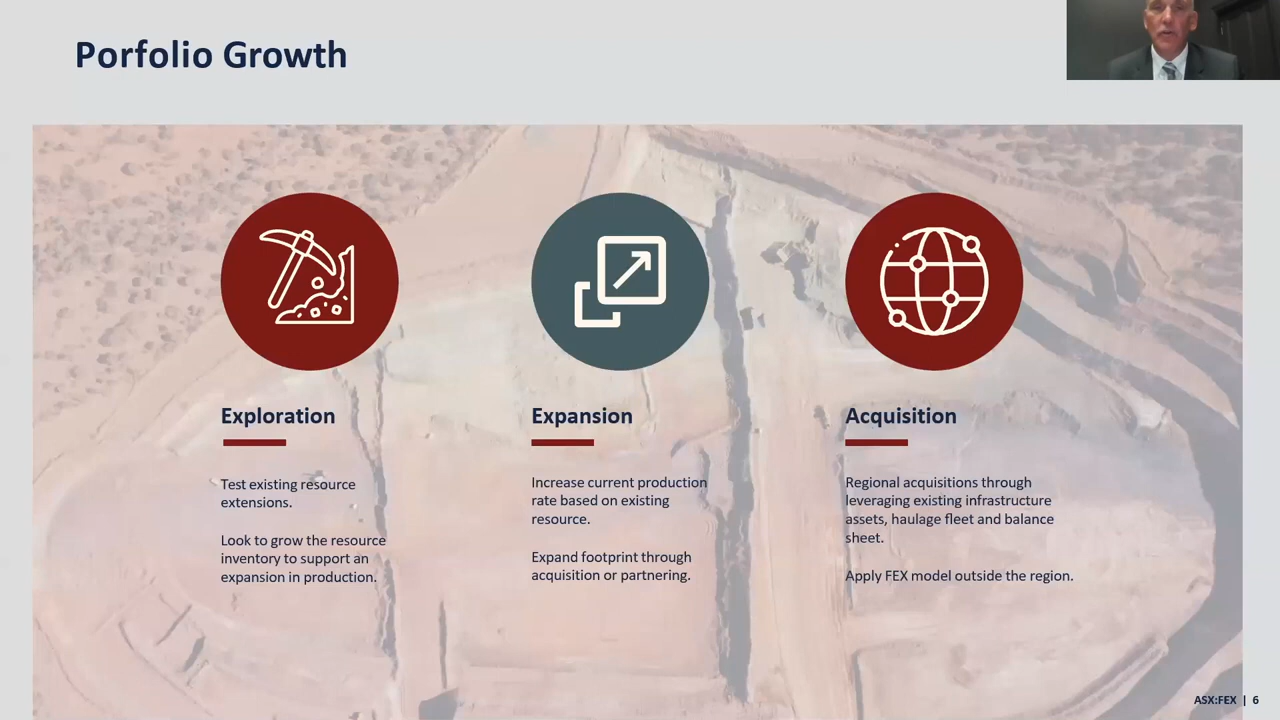 Porfolio Growth
Exploration
Test existing resource
extensions.
Look to grow the resource
inventory to support an
expansion in production.
Expansion
Increase current production
rate based on existing
resource.
Expand footprint through
acquisition or partnering.
Acquisition
Regional acquisitions through
leveraging existing infrastructure
assets, haulage fleet and balance
sheet.
Apply FEX model outside the region.
ASX:FEX | 6